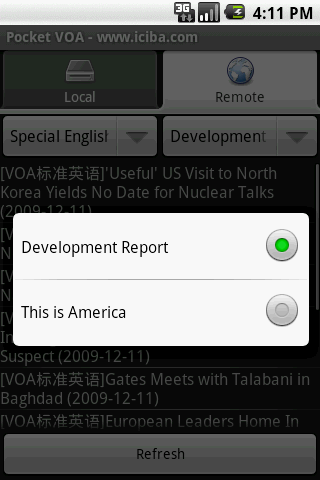 3G
4:11 PM
Pocket VOA - www.iciba.com
Local
Remote
Special English
Development
[VOA标准英语]'Useful' US Visit to North
Korea Yields No Date for Nuclear Talks
(2009-12-11)
Development Report
This is America
Suspect (2009-12-11)
[VOA标准英语]Gates Meets with Talabani in
Baghdad (2009-12-11)
[VOA标准英语]European Leaders Home In
Refresh